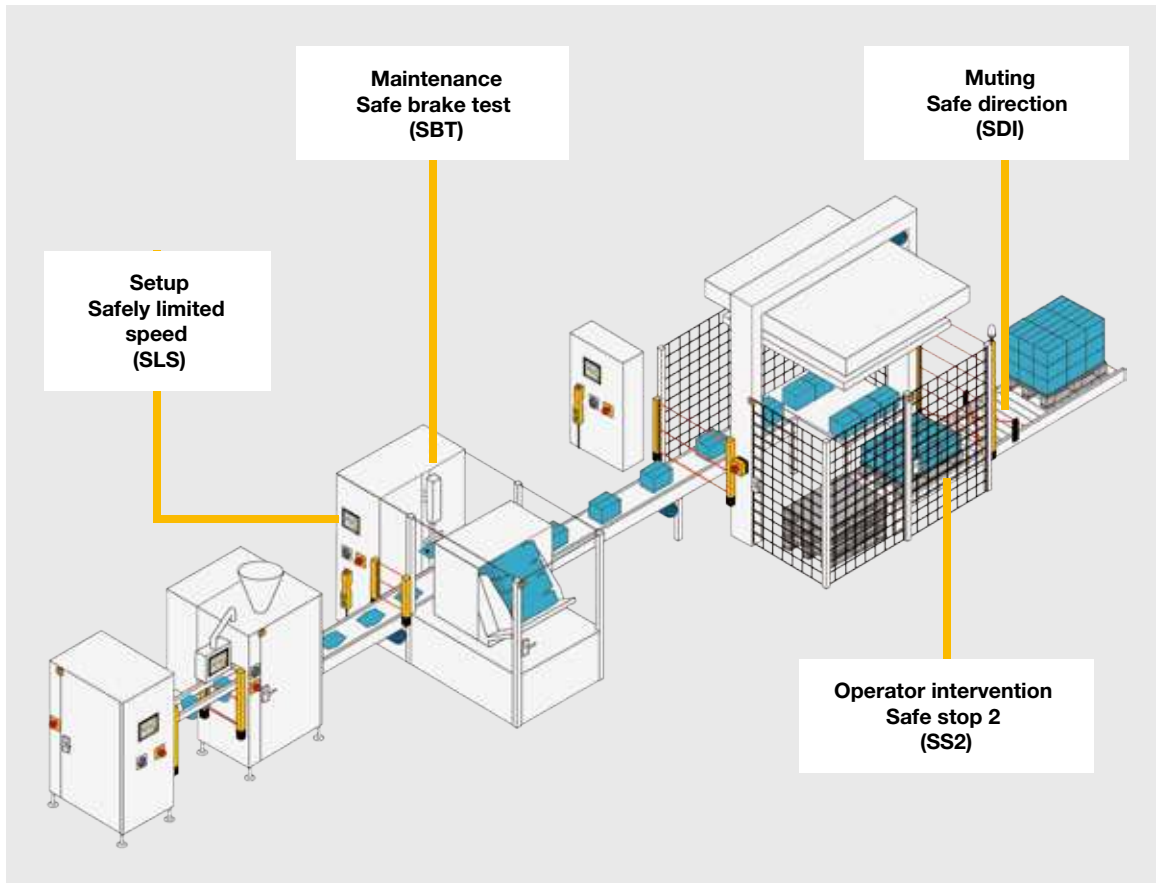 Maintenance
Safe brake test
(SBT)
Muting
Safe direction
(SDI)
Setup
Safely limited
speed
(SLS)
Operator intervention
Safe stop 2
(SS2)